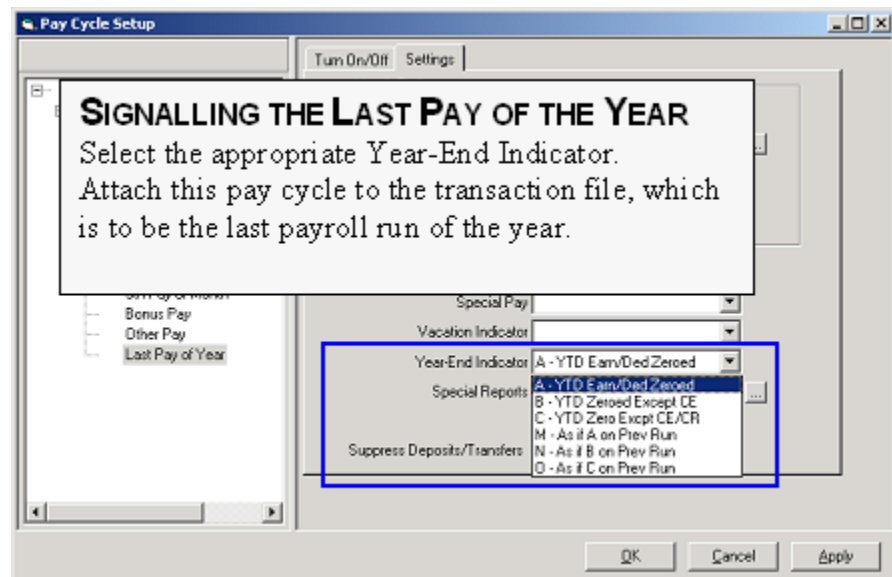 Pay Cycle Setup
Turn On/Off Settings
SIGNALLING THE LAST PAY OF THE YEAR
Select the appropriate Year-End Indicator.
Attach this pay cycle to the transaction file, which
is to be the last payroll run of the year.
...
Special Pay
Bonus Pay
Other Pay
Last Pay of Year
Vacation Indicator
Year-End Indicator A - YTD Earn/Ded Zeroed
Special Reports
A - YTD Earn/Ded Zeroed
B - YTD Zeroed Except CE
C - YTD Zero Excpt CE/CR
M - As if A on Prev Run
N - As if B on Prev Run
O - As if C on Prev Run
...
Suppress Deposits/Transfers
OK Cancel Apply